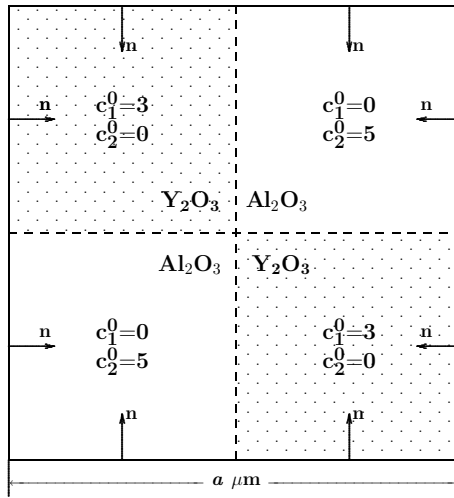 n n
n c₁⁰=3 c₁⁰=0 n
c₂⁰=0 c₂⁰=5
Y₂O₃ Al₂O₃
Al₂O₃ Y₂O₃
n c₁⁰=0 c₁⁰=3 n
c₂⁰=5 c₂⁰=0
n n
a μm